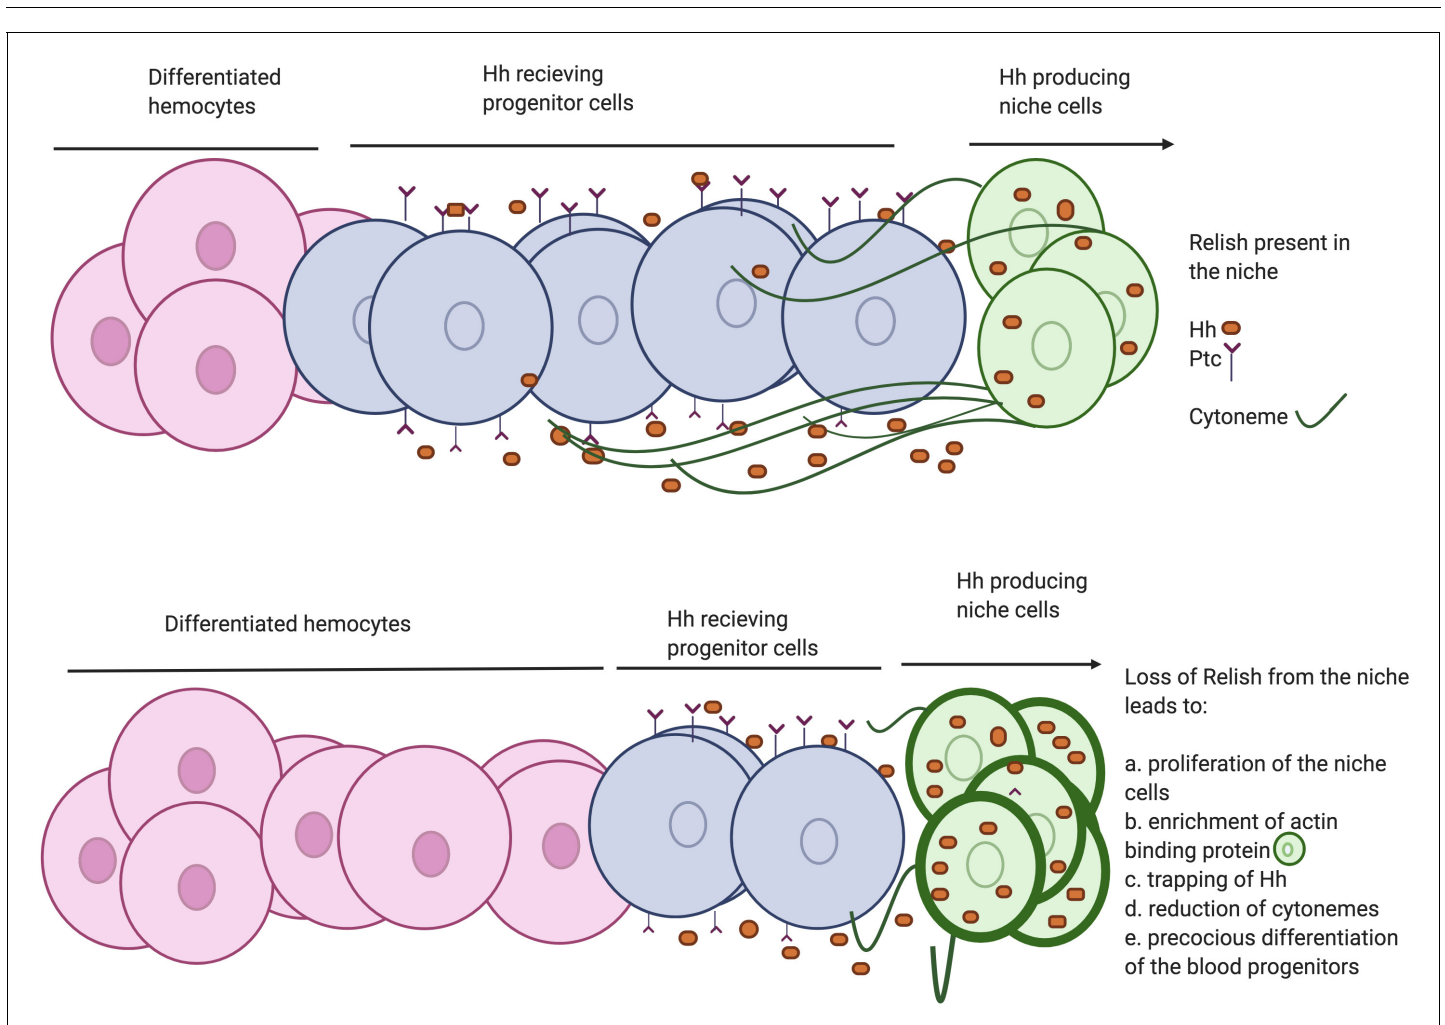 Differentiated
hemocytes
Hh recieving
progenitor cells
Hh producing
niche cells
Relish present in
the niche
Hh
Ptc
Cytoneme
Differentiated hemocytes
Hh recieving
progenitor cells
Hh producing
niche cells
Loss of Relish from the niche
leads to:
a. proliferation of the niche
cells
b. enrichment of actin
binding protein
c. trapping of Hh
d. reduction of cytonemes
e. precocious differentiation
of the blood progenitors